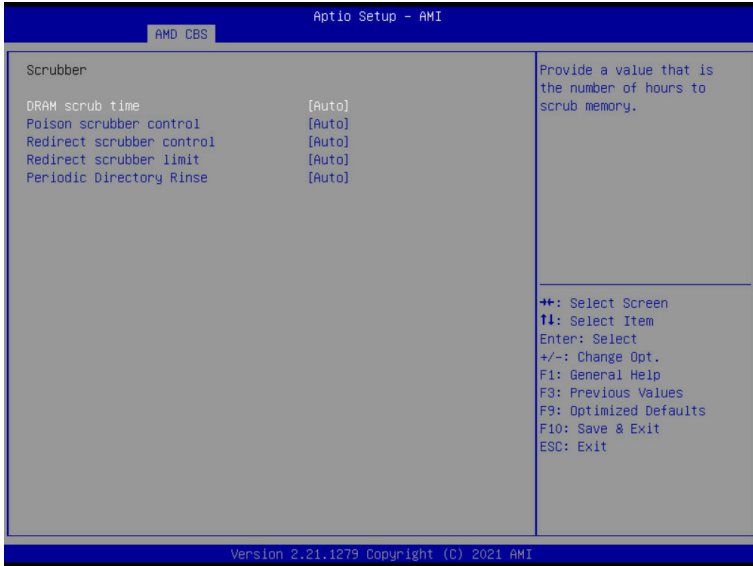 Aptio Setup - AMI
AMD CBS
Scrubber
DRAM scrub time [Auto]
Poison scrubber control [Auto]
Redirect scrubber control [Auto]
Redirect scrubber limit [Auto]
Periodic Directory Rinse [Auto]
Provide a value that is
the number of hours to
scrub memory.
→←: Select Screen
↑↓: Select Item
Enter: Select
+/-: Change Opt.
F1: General Help
F3: Previous Values
F9: Optimized Defaults
F10: Save & Exit
ESC: Exit
Version 2.21.1279 Copyright (C) 2021 AMI